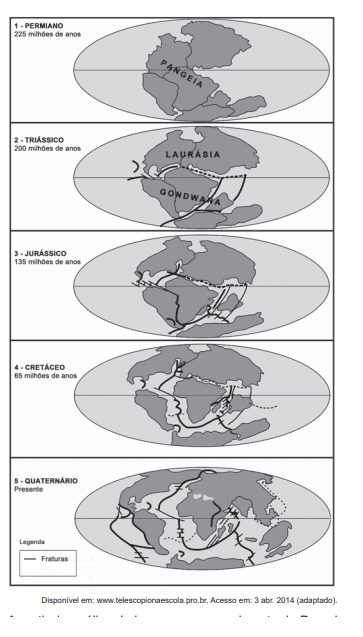 1 - PERMIANO
225 milhões de anos
PANGEIA
2 - TRIÁSSICO
200 milhões de anos
LAURÁSIA
GONDWANA
3 - JURÁSSICO
135 milhões de anos
4 - CRETÁCEO
65 milhões de anos
5 - QUATERNÁRIO
Presente
Legenda
Fraturas
Disponível em: www.telescopionaescola.pro.br. Acesso em: 3 abr. 2014 (adaptado).